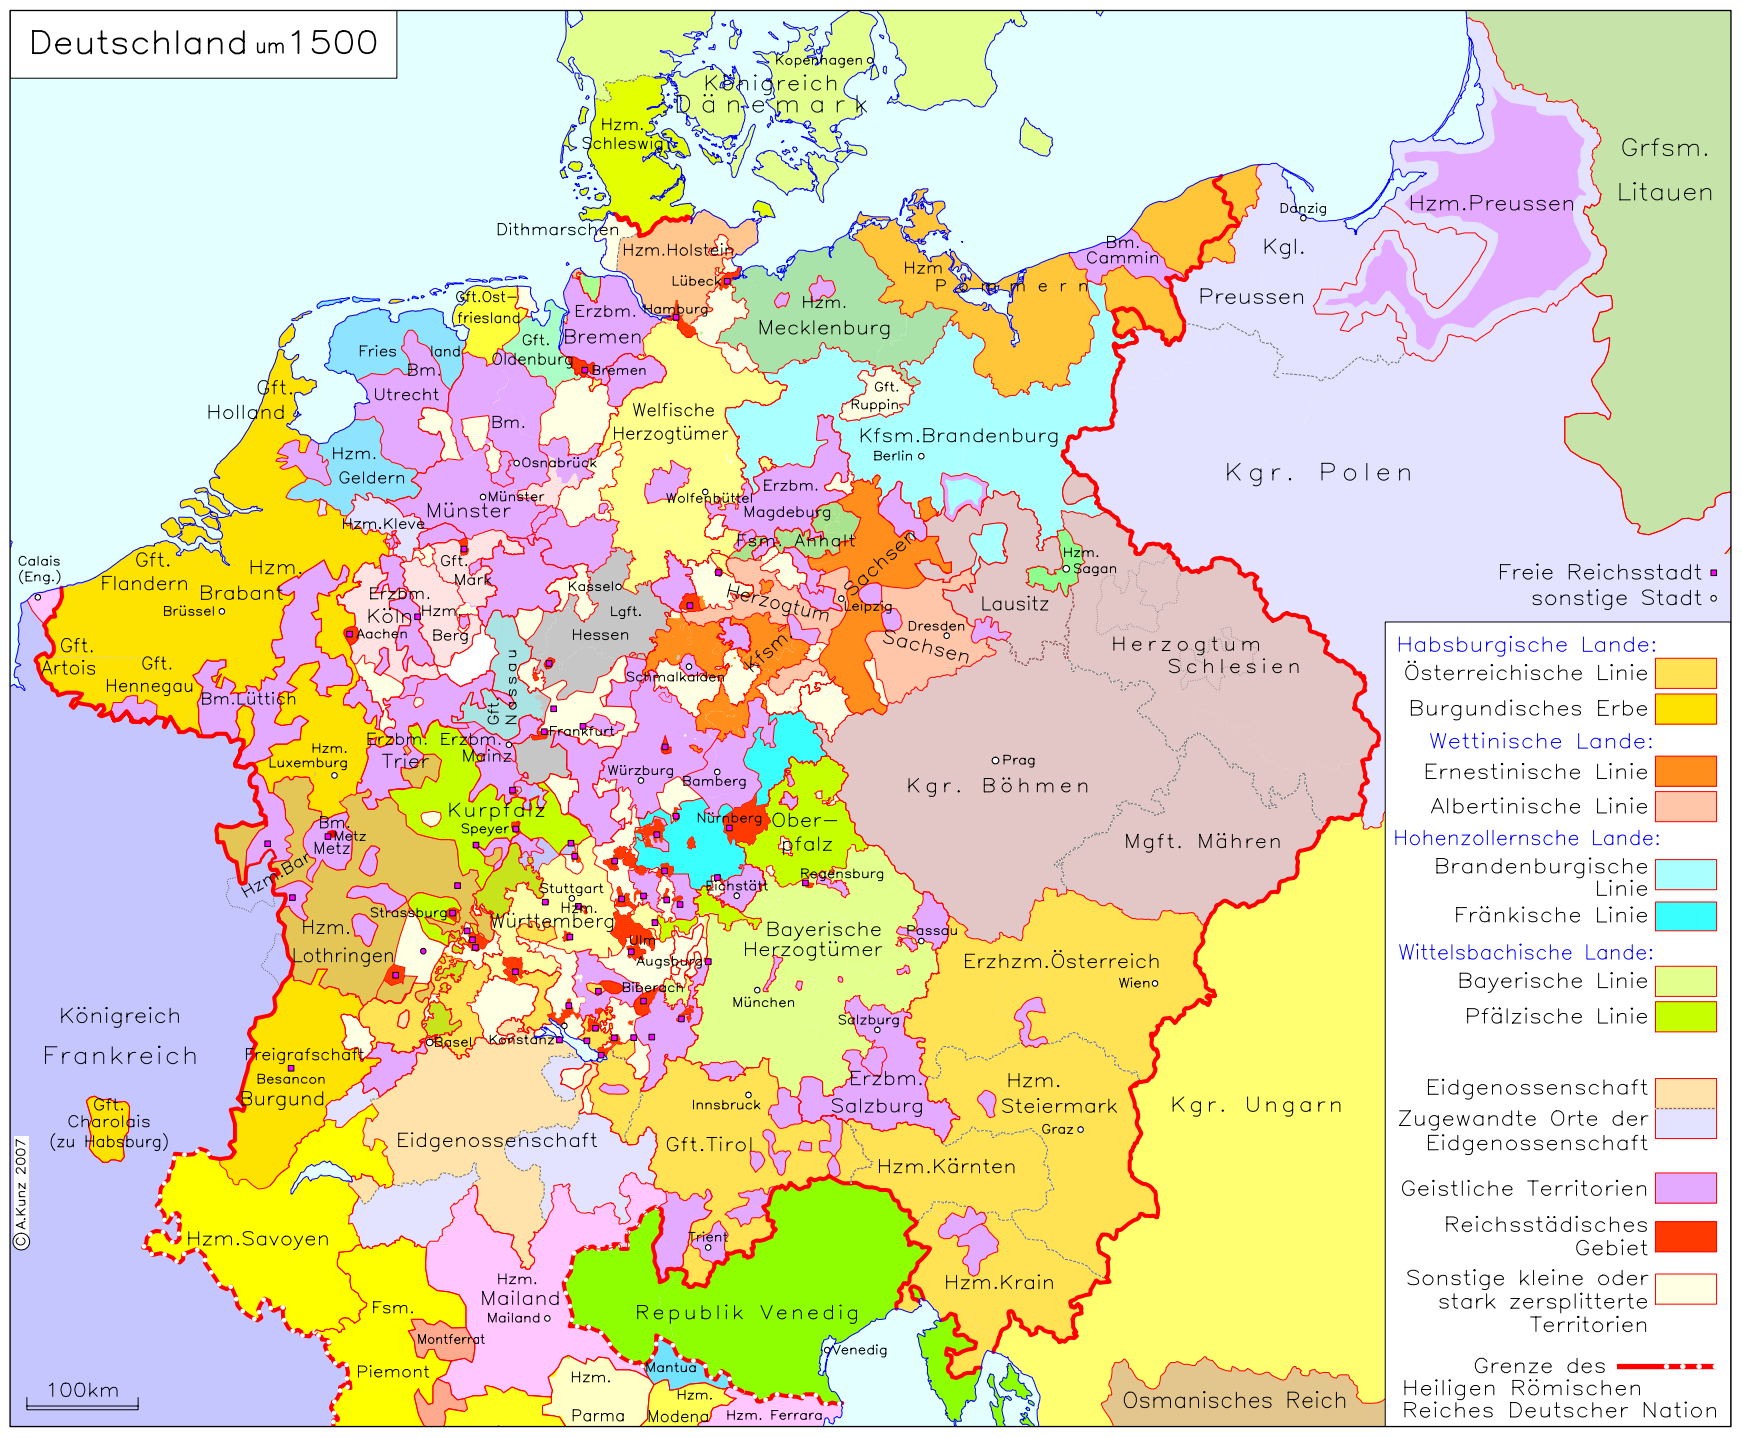 Deutschland um 1500
Kopenhagen
Königreich
Dänemark
Hzm.
Schleswig
Grfsm.
Litauen
Hzm.Preussen
Danzig
Kgl.
Preussen
Dithmarschen
Hzm.Holstein
Lübeck
Hamburg
Bm.
Cammin
Hzm.
Pommern
Hzm.
Mecklenburg
Gft.Ost-
friesland
Erzbm.
Bremen
Gft.
Oldenburg
Bremen
Fries land
Bm.
Utrecht
Gft.
Holland
Gft.
Ruppin
Welfische
Herzogtümer
Bm.
Osnabrück
Kfsm.Brandenburg
Berlin
Kgr. Polen
Hzm.
Geldern
Münster
Münster
Wolfenbüttel
Erzbm.
Magdeburg
Hzm.Kleve
Fsm. Anhalt
Sachsen
Hzm.
Sagan
Calais
(Eng.)
Gft.
Flandern
Hzm.
Brabant
Brüssel
Gft.
Mark
Erzbm.
Köln
Hzm.
Berg
Aachen
Kassel
Lgft.
Hessen
Herzogtum
Leipzig
Dresden
Sachsen
Lausitz
Herzogtum
Schlesien
Gft.
Artois
Gft.
Hennegau
Bm.Lüttich
Gft.
Nassau
Kfsm.
Schmalkalden
Frankfurt
Hzm.
Luxemburg
Erzbm.
Trier
Erzbm.
Mainz
Würzburg
Bamberg
Prag
Kgr. Böhmen
Kurpfalz
Speyer
Nürnberg
Ober-
pfalz
Mgft. Mähren
Bm.
Metz
Metz
Hzm.Bar
Regensburg
Eichstätt
Stuttgart
Hzm.
Württemberg
Strassburg
Hzm.
Lothringen
Ulm
Augsburg
Bayerische
Herzogtümer
Passau
Erzhzm.Österreich
Wien
Biberach
München
Salzburg
Königreich
Frankreich
Freigrafschaft
Besancon
Burgund
Basel
Konstanz
Erzbm.
Salzburg
Hzm.
Steiermark
Graz
Kgr. Ungarn
Innsbruck
Gft.
Charolais
(zu Habsburg)
Eidgenossenschaft
Gft.Tirol
Hzm.Kärnten
Hzm.Savoyen
Trient
Hzm.Krain
Hzm.
Mailand
Mailand
Republik Venedig
Fsm.
Piemont
Montferrat
Mantua
Venedig
Hzm.
Parma
Hzm.
Modena
Hzm. Ferrara
Osmanisches Reich
100km
©A.Kunz 2007
Freie Reichsstadt
sonstige Stadt
Habsburgische Lande:
Österreichische Linie
Burgundisches Erbe
Wettinische Lande:
Ernestinische Linie
Albertinische Linie
Hohenzollernsche Lande:
Brandenburgische
Linie
Fränkische Linie
Wittelsbachische Lande:
Bayerische Linie
Pfälzische Linie
Eidgenossenschaft
Zugewandte Orte der
Eidgenossenschaft
Geistliche Territorien
Reichsstädisches
Gebiet
Sonstige kleine oder
stark zersplitterte
Territorien
Grenze des
Heiligen Römischen
Reiches Deutscher Nation